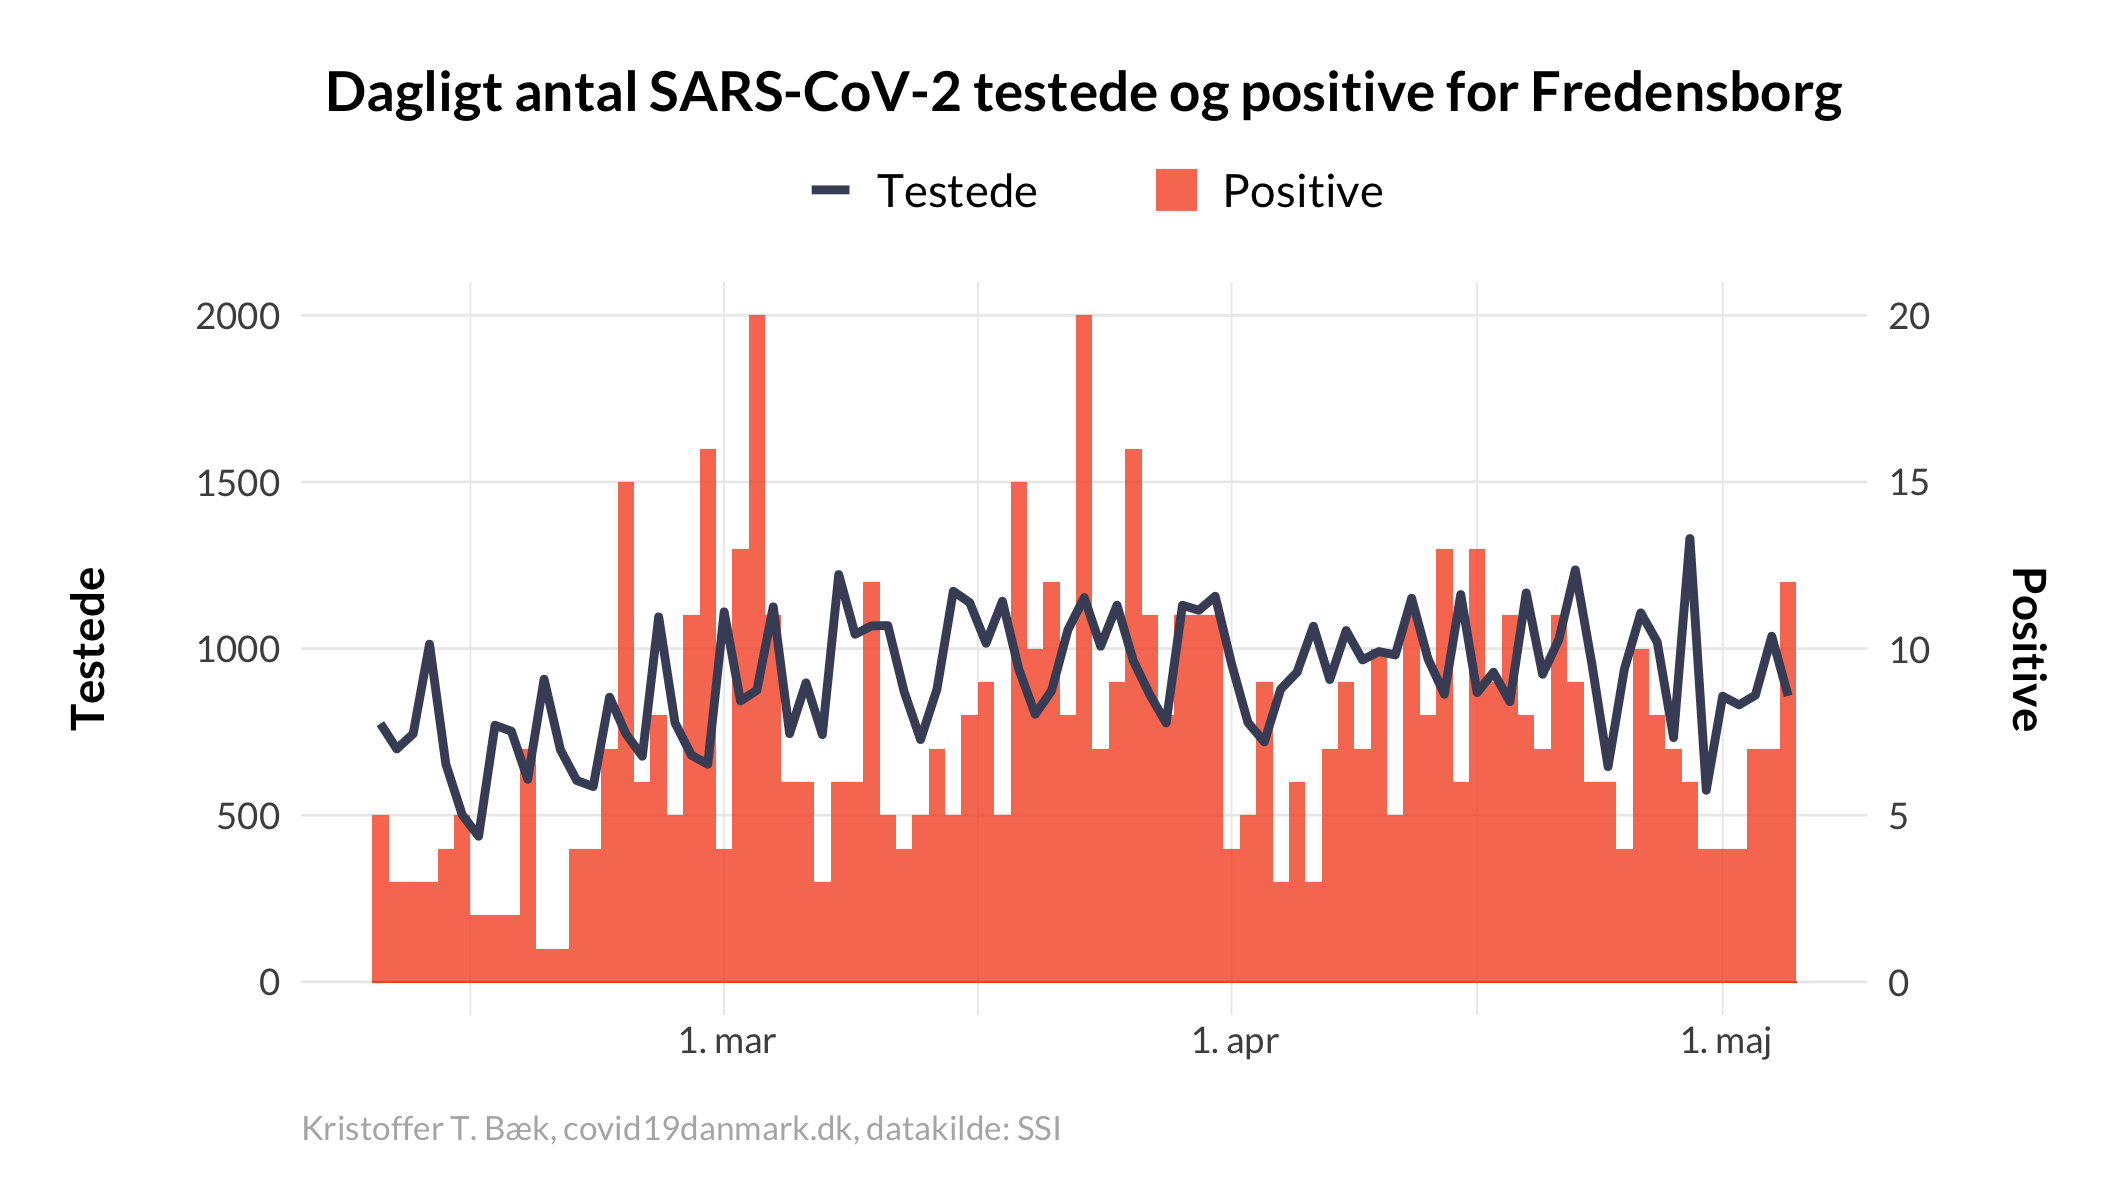 Dagligt antal SARS-CoV-2 testede og positive for Fredensborg
Testede
Positive
2000
1500
1000
500
0
20
15
10
5
0
Testede
Positive
1. mar
1. apr
1. maj
Kristoffer T. Bæk, covid19danmark.dk, datakilde: SSI